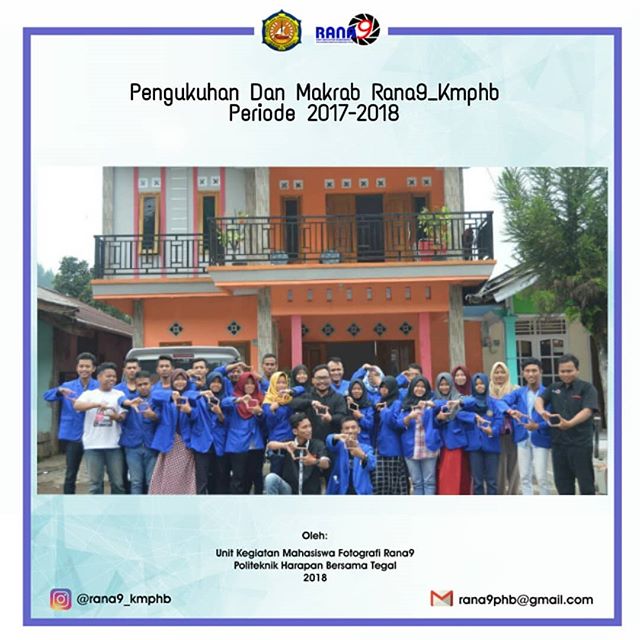 RANA9
Pengukuhan Dan Makrab Rana9_Kmphb
Periode 2017-2018
Oleh:
Unit Kegiatan Mahasiswa Fotografi Rana9
Politeknik Harapan Bersama Tegal
2018
@rana9_kmphb
rana9phb@gmail.com